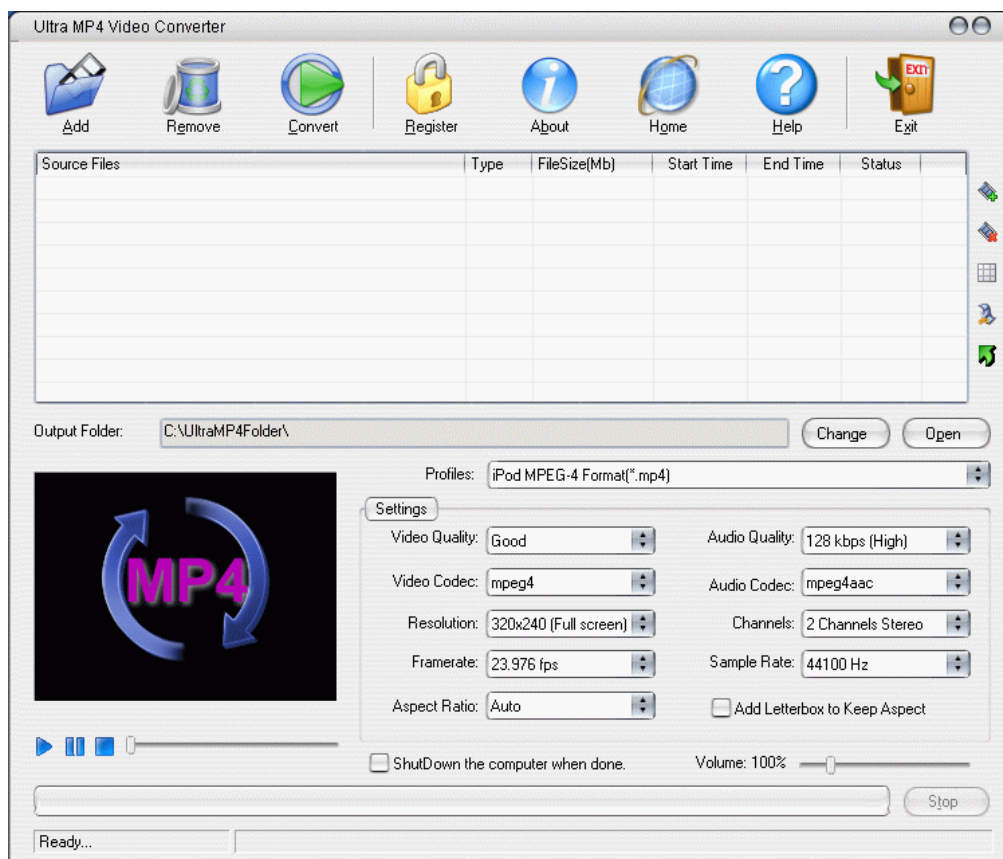 Ultra MP4 Video Converter
Add Remove Convert Register About Home Help EXIT Exit
Source Files Type FileSize(Mb) Start Time End Time Status
Output Folder: C:\UltraMP4Folder\ Change Open
Profiles: iPod MPEG-4 Format(*.mp4)
MP4
Settings
Video Quality: Good Audio Quality: 128 kbps (High)
Video Codec: mpeg4 Audio Codec: mpeg4aac
Resolution: 320x240 (Full screen) Channels: 2 Channels Stereo
Framerate: 23.976 fps Sample Rate: 44100 Hz
Aspect Ratio: Auto Add Letterbox to Keep Aspect
ShutDown the computer when done. Volume: 100%
Stop
Ready...